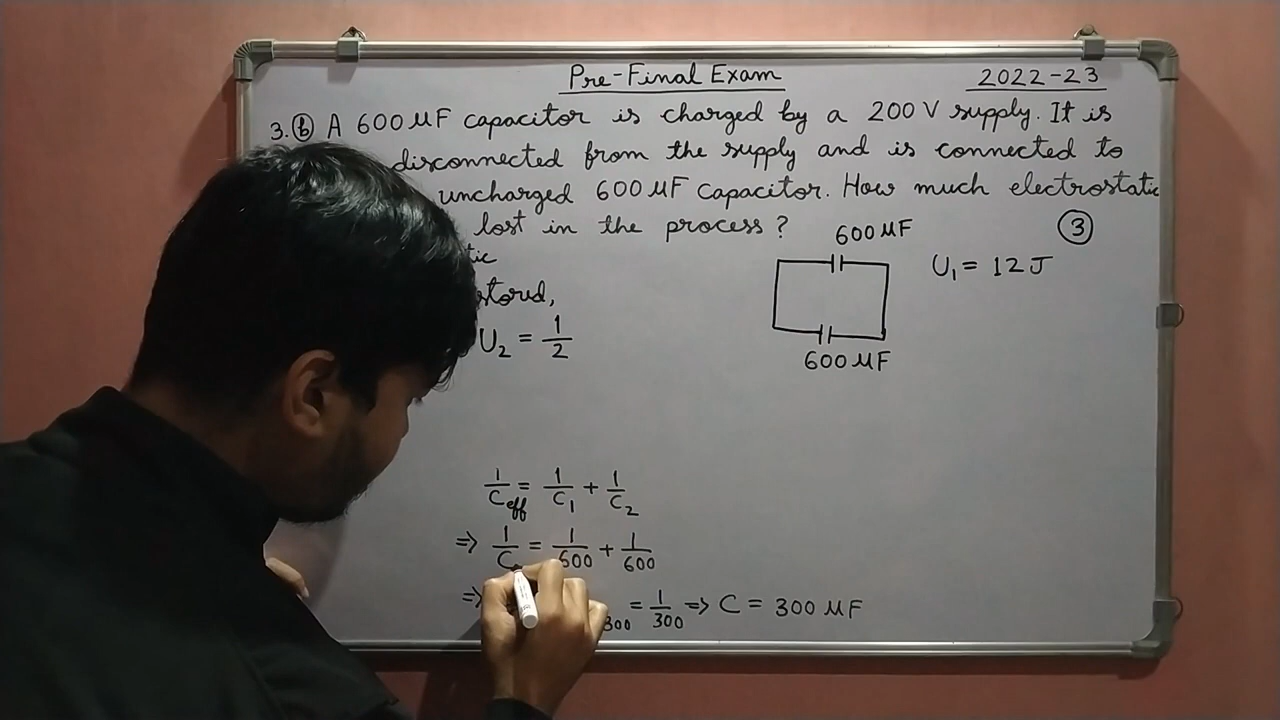 Pre-Final Exam 2022-23
3. (b) A 600 μF capacitor is charged by a 200 V supply. It is
disconnected from the supply and is connected to
uncharged 600 μF capacitor. How much electrostatic
lost in the process? (3)
600 μF
U₁ = 12 J
U₂ = 1/2
600 μF
1/C_eff = 1/C₁ + 1/C₂
⇒ 1/C = 1/600 + 1/600
⇒ 300 = 1/300 ⇒ C = 300 μF